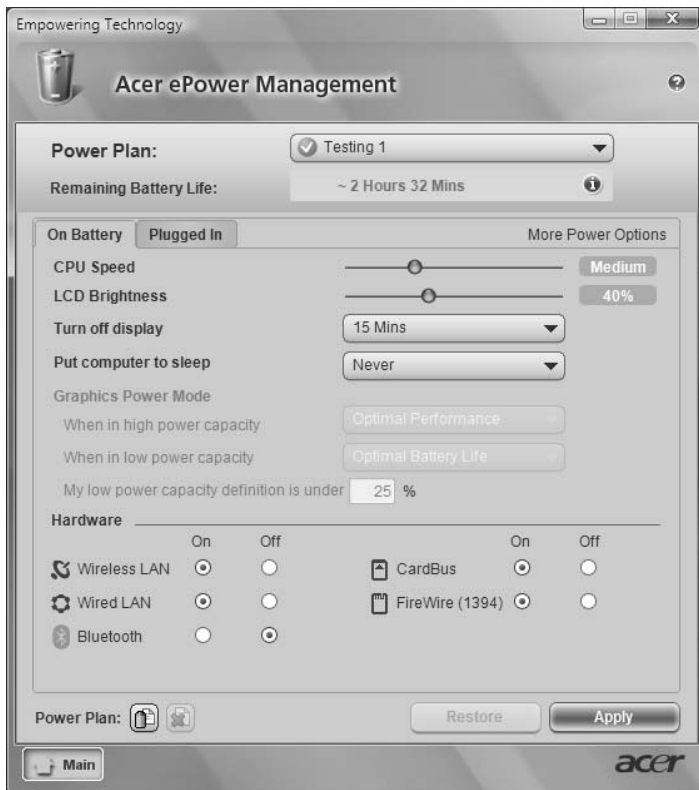 Empowering Technology
Acer ePower Management
Power Plan: Testing 1
Remaining Battery Life: ~ 2 Hours 32 Mins
On Battery Plugged In More Power Options
CPU Speed Medium
LCD Brightness 40%
Turn off display 15 Mins
Put computer to sleep Never
Graphics Power Mode
When in high power capacity Optimal Performance
When in low power capacity Optimal Battery Life
My low power capacity definition is under 25 %
Hardware
On Off On Off
Wireless LAN CardBus
Wired LAN FireWire (1394)
Bluetooth
Power Plan: Restore Apply
Main acer